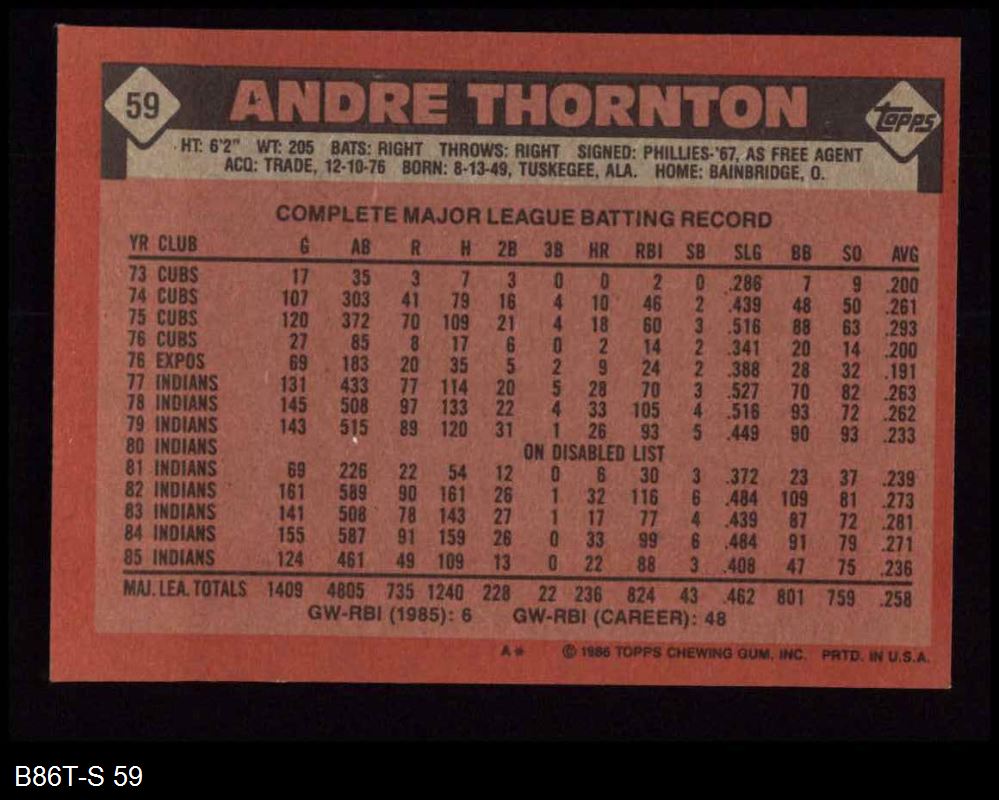 59 ANDRE THORNTON Topps
HT: 6'2" WT: 205 BATS: RIGHT THROWS: RIGHT SIGNED: PHILLIES-'67, AS FREE AGENT
ACQ: TRADE, 12-10-76 BORN: 8-13-49, TUSKEGEE, ALA. HOME: BAINBRIDGE, O.
COMPLETE MAJOR LEAGUE BATTING RECORD
YR CLUB G AB R H 2B 3B HR RBI SB SLG BB SO AVG
73 CUBS 17 35 3 7 3 0 0 2 0 .286 7 9 .200
74 CUBS 107 303 41 79 16 4 10 46 2 .439 48 50 .261
75 CUBS 120 372 70 109 21 4 18 60 3 .516 88 63 .293
76 CUBS 27 85 8 17 6 0 2 14 2 .341 20 14 .200
76 EXPOS 69 183 20 35 5 2 9 24 2 .388 28 32 .191
77 INDIANS 131 433 77 114 20 5 28 70 3 .527 70 82 .263
78 INDIANS 145 508 97 133 22 4 33 105 4 .516 93 72 .262
79 INDIANS 143 515 89 120 31 1 26 93 5 .449 90 93 .233
80 INDIANS ON DISABLED LIST
81 INDIANS 69 226 22 54 12 0 6 30 3 .372 23 37 .239
82 INDIANS 161 589 90 161 26 1 32 116 6 .484 109 81 .273
83 INDIANS 141 508 78 143 27 1 17 77 4 .439 87 72 .281
84 INDIANS 155 587 91 159 26 0 33 99 6 .484 91 79 .271
85 INDIANS 124 461 49 109 13 0 22 88 3 .408 47 75 .236
MAJ. LEA. TOTALS 1409 4805 735 1240 228 22 236 824 43 .462 801 759 .258
GW-RBI (1985): 6 GW-RBI (CAREER): 48
A* © 1986 TOPPS CHEWING GUM, INC. PRTD. IN U.S.A.
B86T-S 59